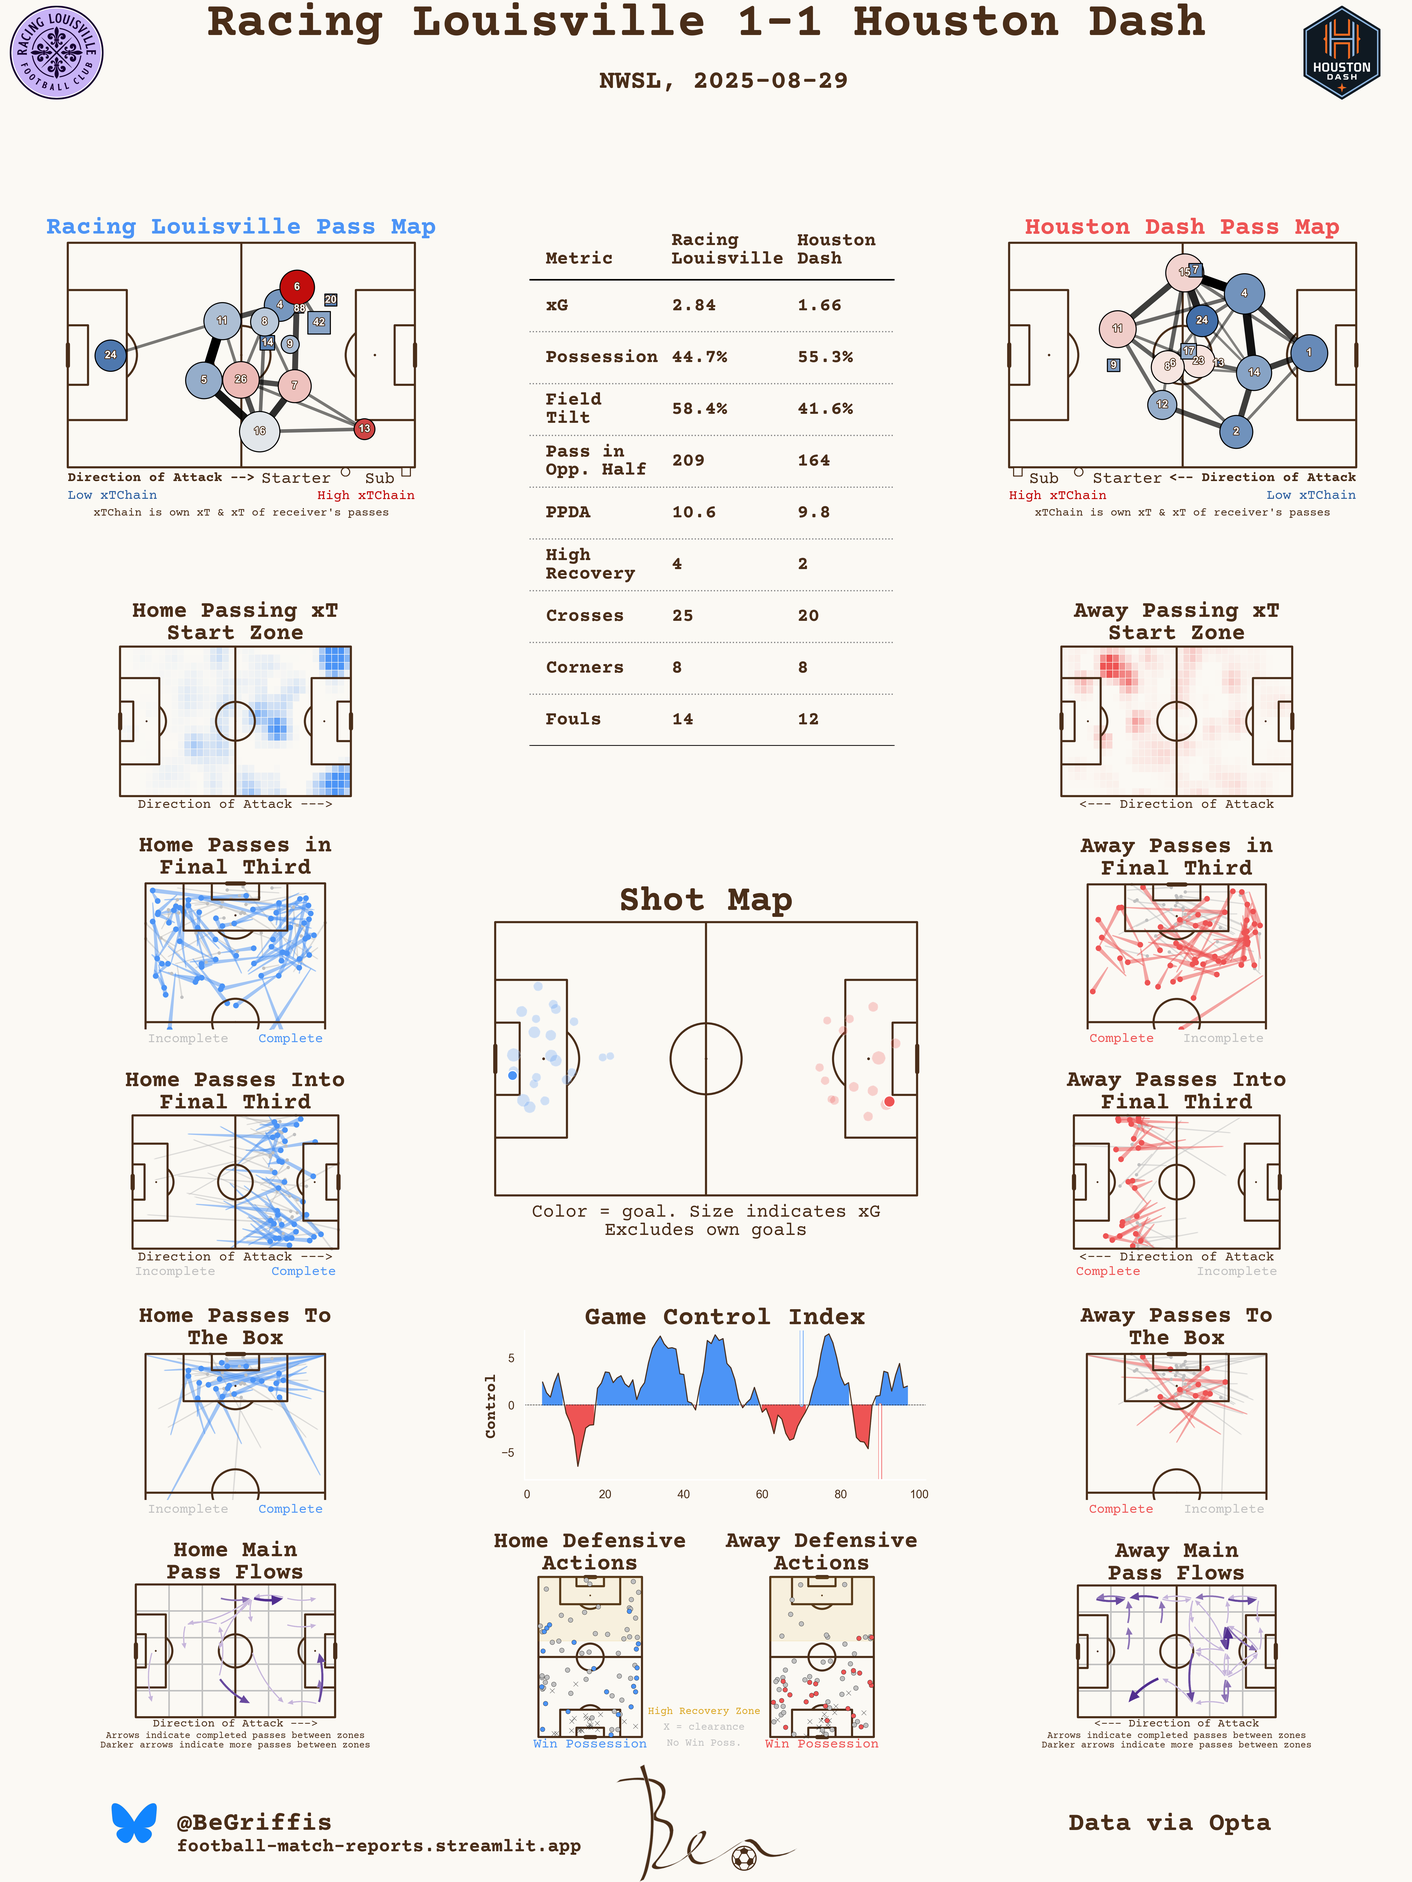 Racing Louisville 1-1 Houston Dash
NWSL, 2025-08-29
RACING LOUISVILLE
FOOTBALL CLUB
HOUSTON
DASH
Racing Louisville Pass Map
24
11
5
26
16
8
14
9
7
4
6
88
20
42
13
Direction of Attack --> Starter Sub
Low xTChain High xTChain
xTChain is own xT & xT of receiver's passes
Metric Racing Louisville Houston Dash
xG 2.84 1.66
Possession 44.7% 55.3%
Field Tilt 58.4% 41.6%
Pass in Opp. Half 209 164
PPDA 10.6 9.8
High Recovery 4 2
Crosses 25 20
Corners 8 8
Fouls 14 12
Houston Dash Pass Map
15
7
4
11
24
1
17
9
8
6
23
13
14
12
2
Sub Starter <-- Direction of Attack
High xTChain Low xTChain
xTChain is own xT & xT of receiver's passes
Home Passing xT
Start Zone
Direction of Attack --->
Away Passing xT
Start Zone
<--- Direction of Attack
Home Passes in
Final Third
Incomplete Complete
Away Passes in
Final Third
Complete Incomplete
Shot Map
Color = goal. Size indicates xG
Excludes own goals
Home Passes Into
Final Third
Direction of Attack --->
Incomplete Complete
Away Passes Into
Final Third
<--- Direction of Attack
Complete Incomplete
Home Passes To
The Box
Incomplete Complete
Game Control Index
Control
5
0
−5
0 20 40 60 80 100
Away Passes To
The Box
Complete Incomplete
Home Main
Pass Flows
Direction of Attack --->
Arrows indicate completed passes between zones
Darker arrows indicate more passes between zones
Home Defensive
Actions
Win Possession
High Recovery Zone
X = clearance
No Win Poss.
Away Defensive
Actions
Win Possession
Away Main
Pass Flows
<--- Direction of Attack
Arrows indicate completed passes between zones
Darker arrows indicate more passes between zones
@BeGriffis
football-match-reports.streamlit.app
Ben
Data via Opta